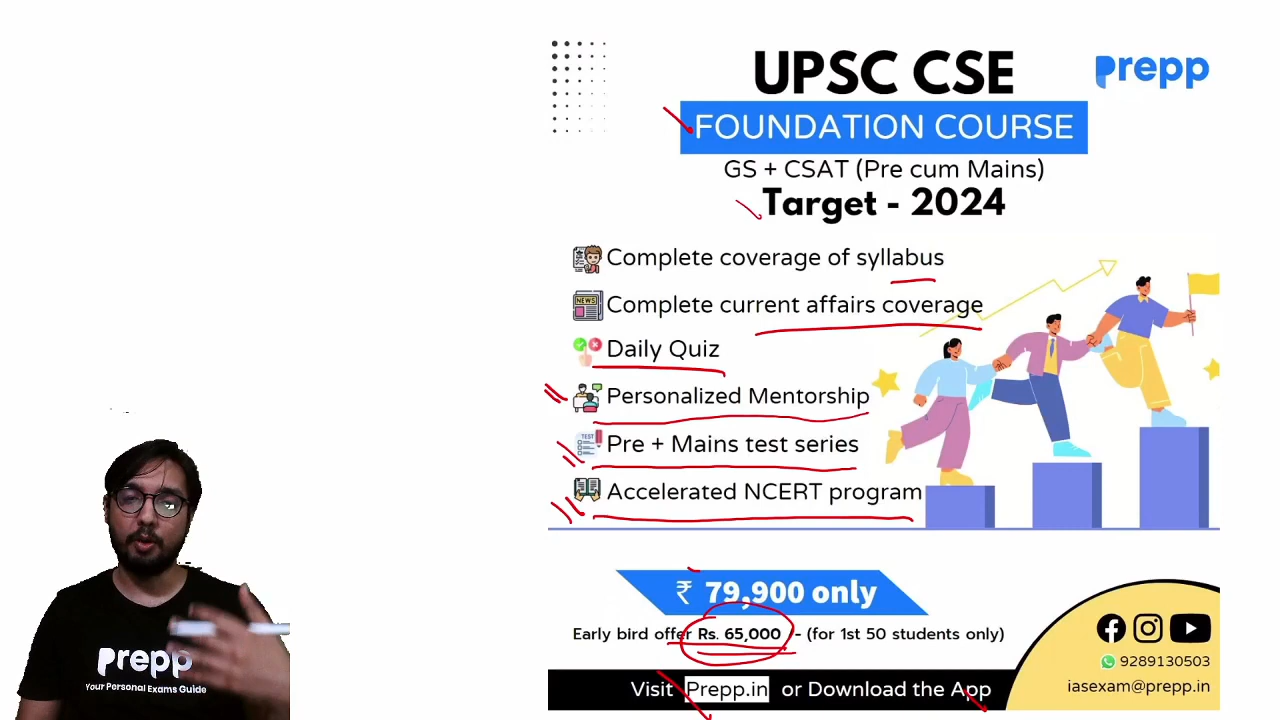 UPSC CSE
Prepp
FOUNDATION COURSE
GS + CSAT (Pre cum Mains)
Target - 2024
Complete coverage of syllabus
NEWS
Complete current affairs coverage
Daily Quiz
Personalized Mentorship
TEST
Pre + Mains test series
Accelerated NCERT program
₹ 79,900 only
Early bird offer Rs. 65,000 /- (for 1st 50 students only)
9289130503
iasexam@prepp.in
Visit Prepp.in or Download the App
Prepp
Your Personal Exams Guide